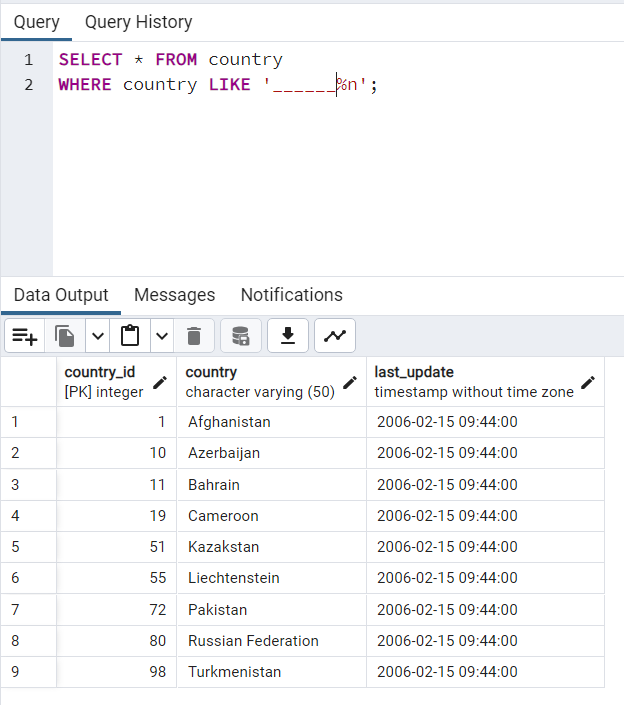 Query Query History
1 SELECT * FROM country
2 WHERE country LIKE '______%n';
Data Output Messages Notifications
country_id country last_update
[PK] integer character varying (50) timestamp without time zone
1 1 Afghanistan 2006-02-15 09:44:00
2 10 Azerbaijan 2006-02-15 09:44:00
3 11 Bahrain 2006-02-15 09:44:00
4 19 Cameroon 2006-02-15 09:44:00
5 51 Kazakstan 2006-02-15 09:44:00
6 55 Liechtenstein 2006-02-15 09:44:00
7 72 Pakistan 2006-02-15 09:44:00
8 80 Russian Federation 2006-02-15 09:44:00
9 98 Turkmenistan 2006-02-15 09:44:00